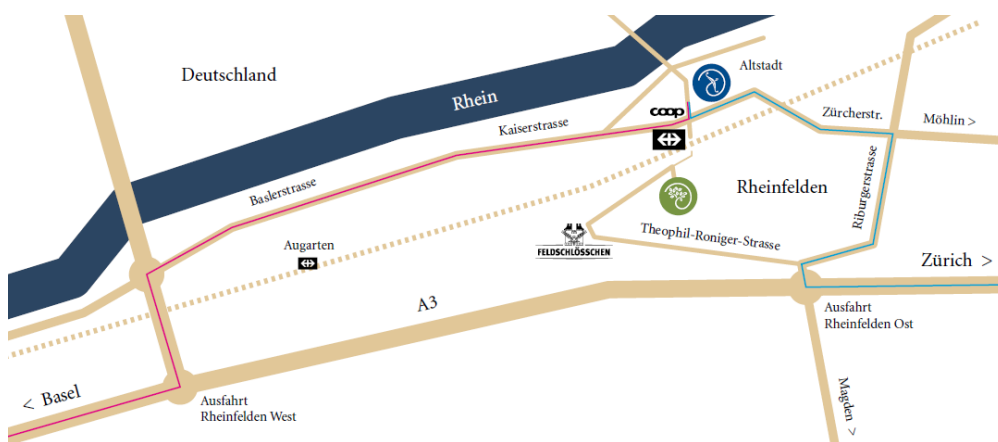 Deutschland
Rhein
Altstadt
coop
Kaiserstrasse
Zürcherstr.
Möhlin >
Baslerstrasse
Rheinfelden
Riburgerstrasse
Augarten
FELDSCHLÖSSCHEN
Theophil-Roniger-Strasse
Zürich >
A3
Ausfahrt
Rheinfelden Ost
< Basel
Ausfahrt
Rheinfelden West
Magden >